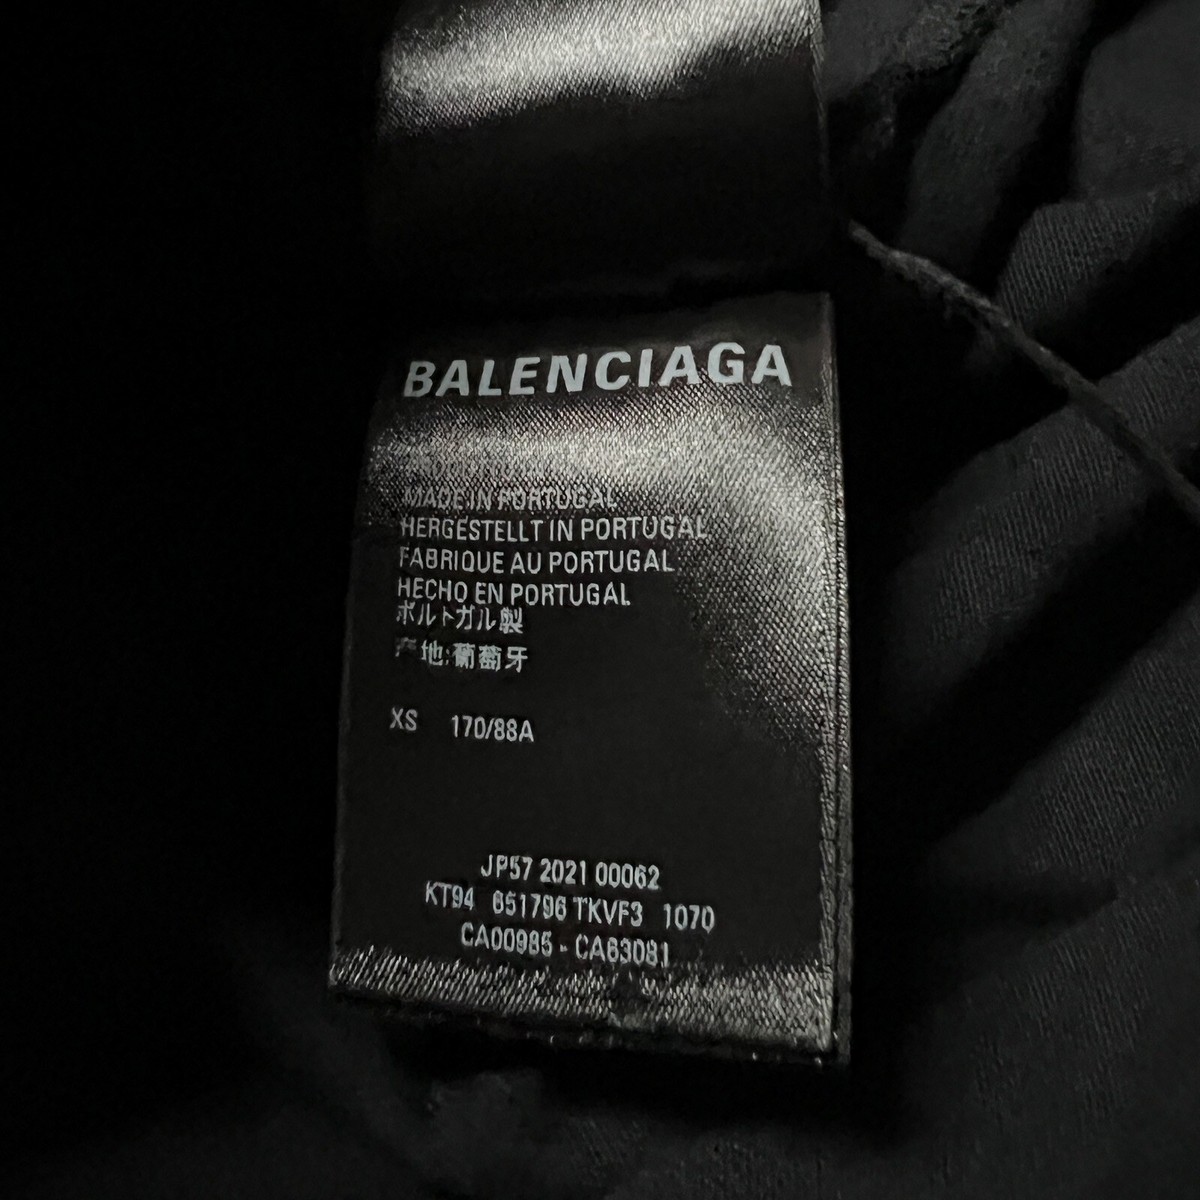 BALENCIAGA
MADE IN PORTUGAL
HERGESTELLT IN PORTUGAL
FABRIQUE AU PORTUGAL
HECHO EN PORTUGAL
ポルトガル製
产地:葡萄牙
XS 170/88A
JP57 2021 00062
KT94 651796 TKVF3 1070
CA00985 - CA63081